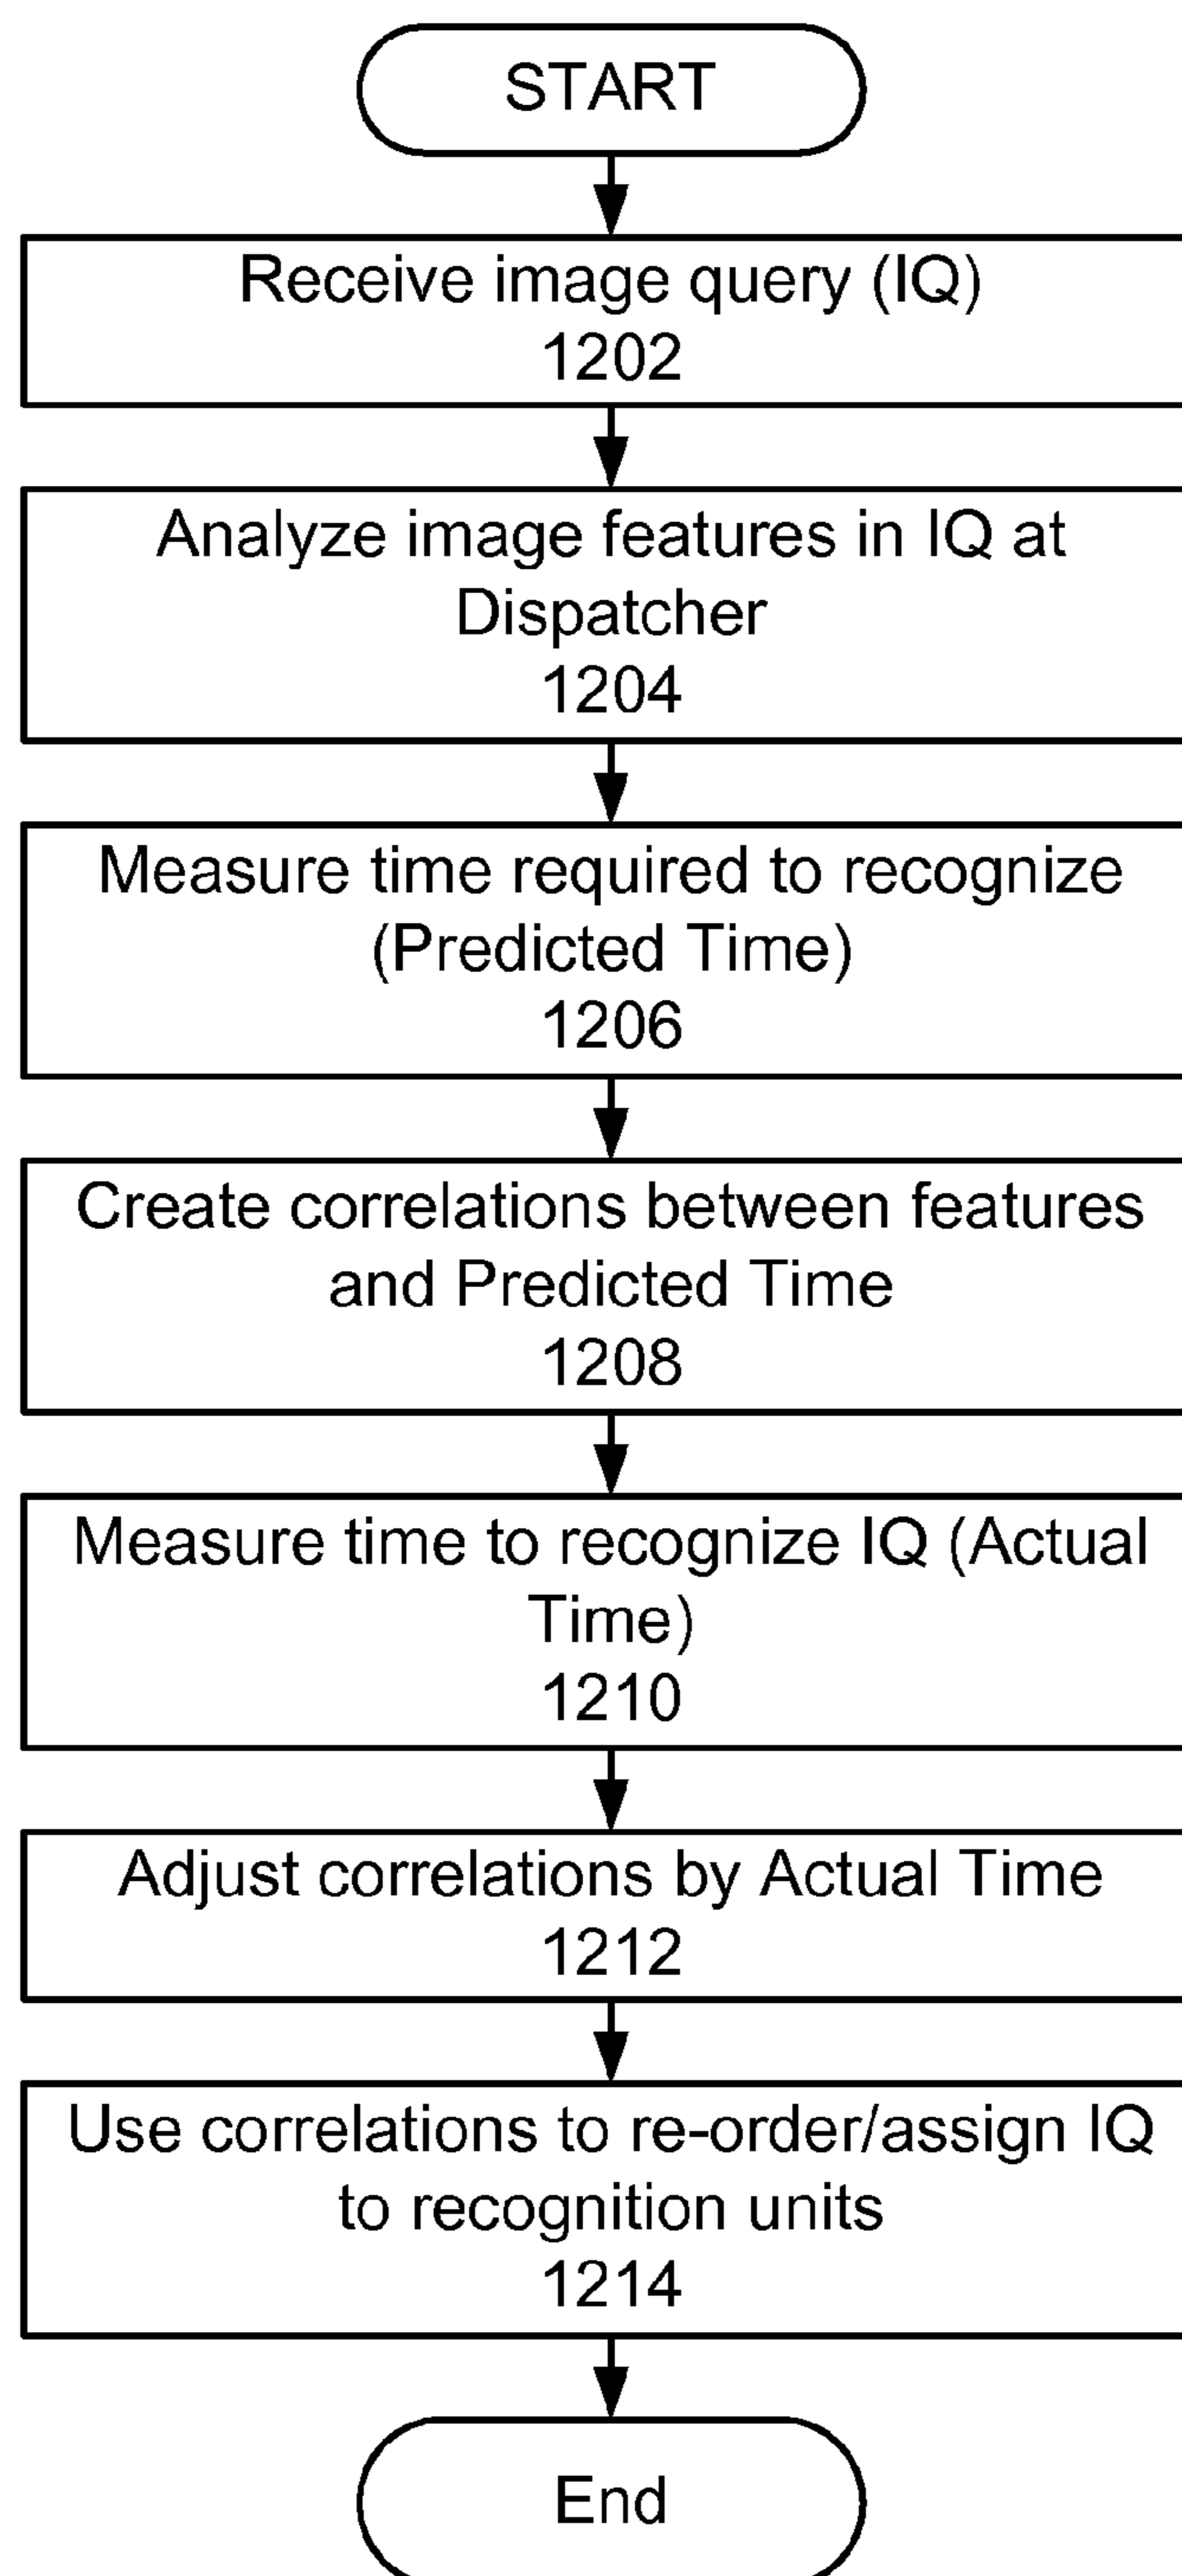 START
Receive image query (IQ)
1202
Analyze image features in IQ at
Dispatcher
1204
Measure time required to recognize
(Predicted Time)
1206
Create correlations between features
and Predicted Time
1208
Measure time to recognize IQ (Actual
Time)
1210
Adjust correlations by Actual Time
1212
Use correlations to re-order/assign IQ
to recognition units
1214
End